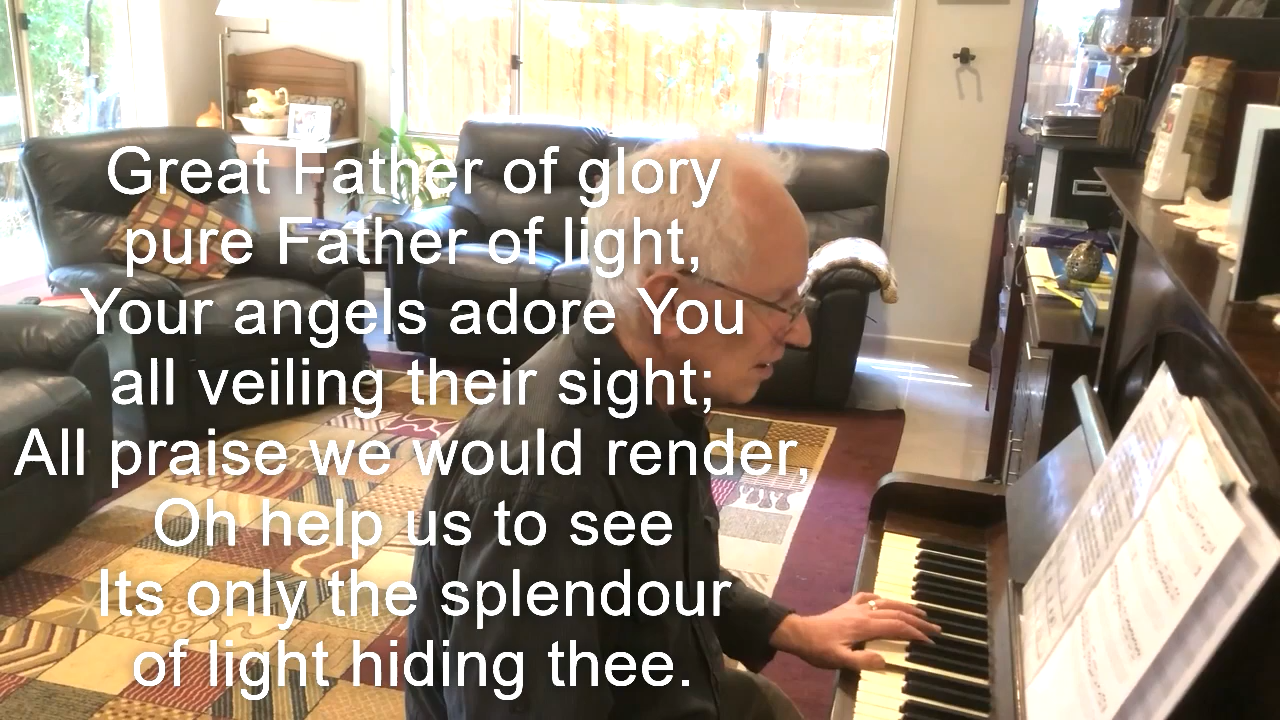 Great Father of glory
pure Father of light,
Your angels adore You
all veiling their sight;
All praise we would render,
Oh help us to see
Its only the splendour
of light hiding thee.